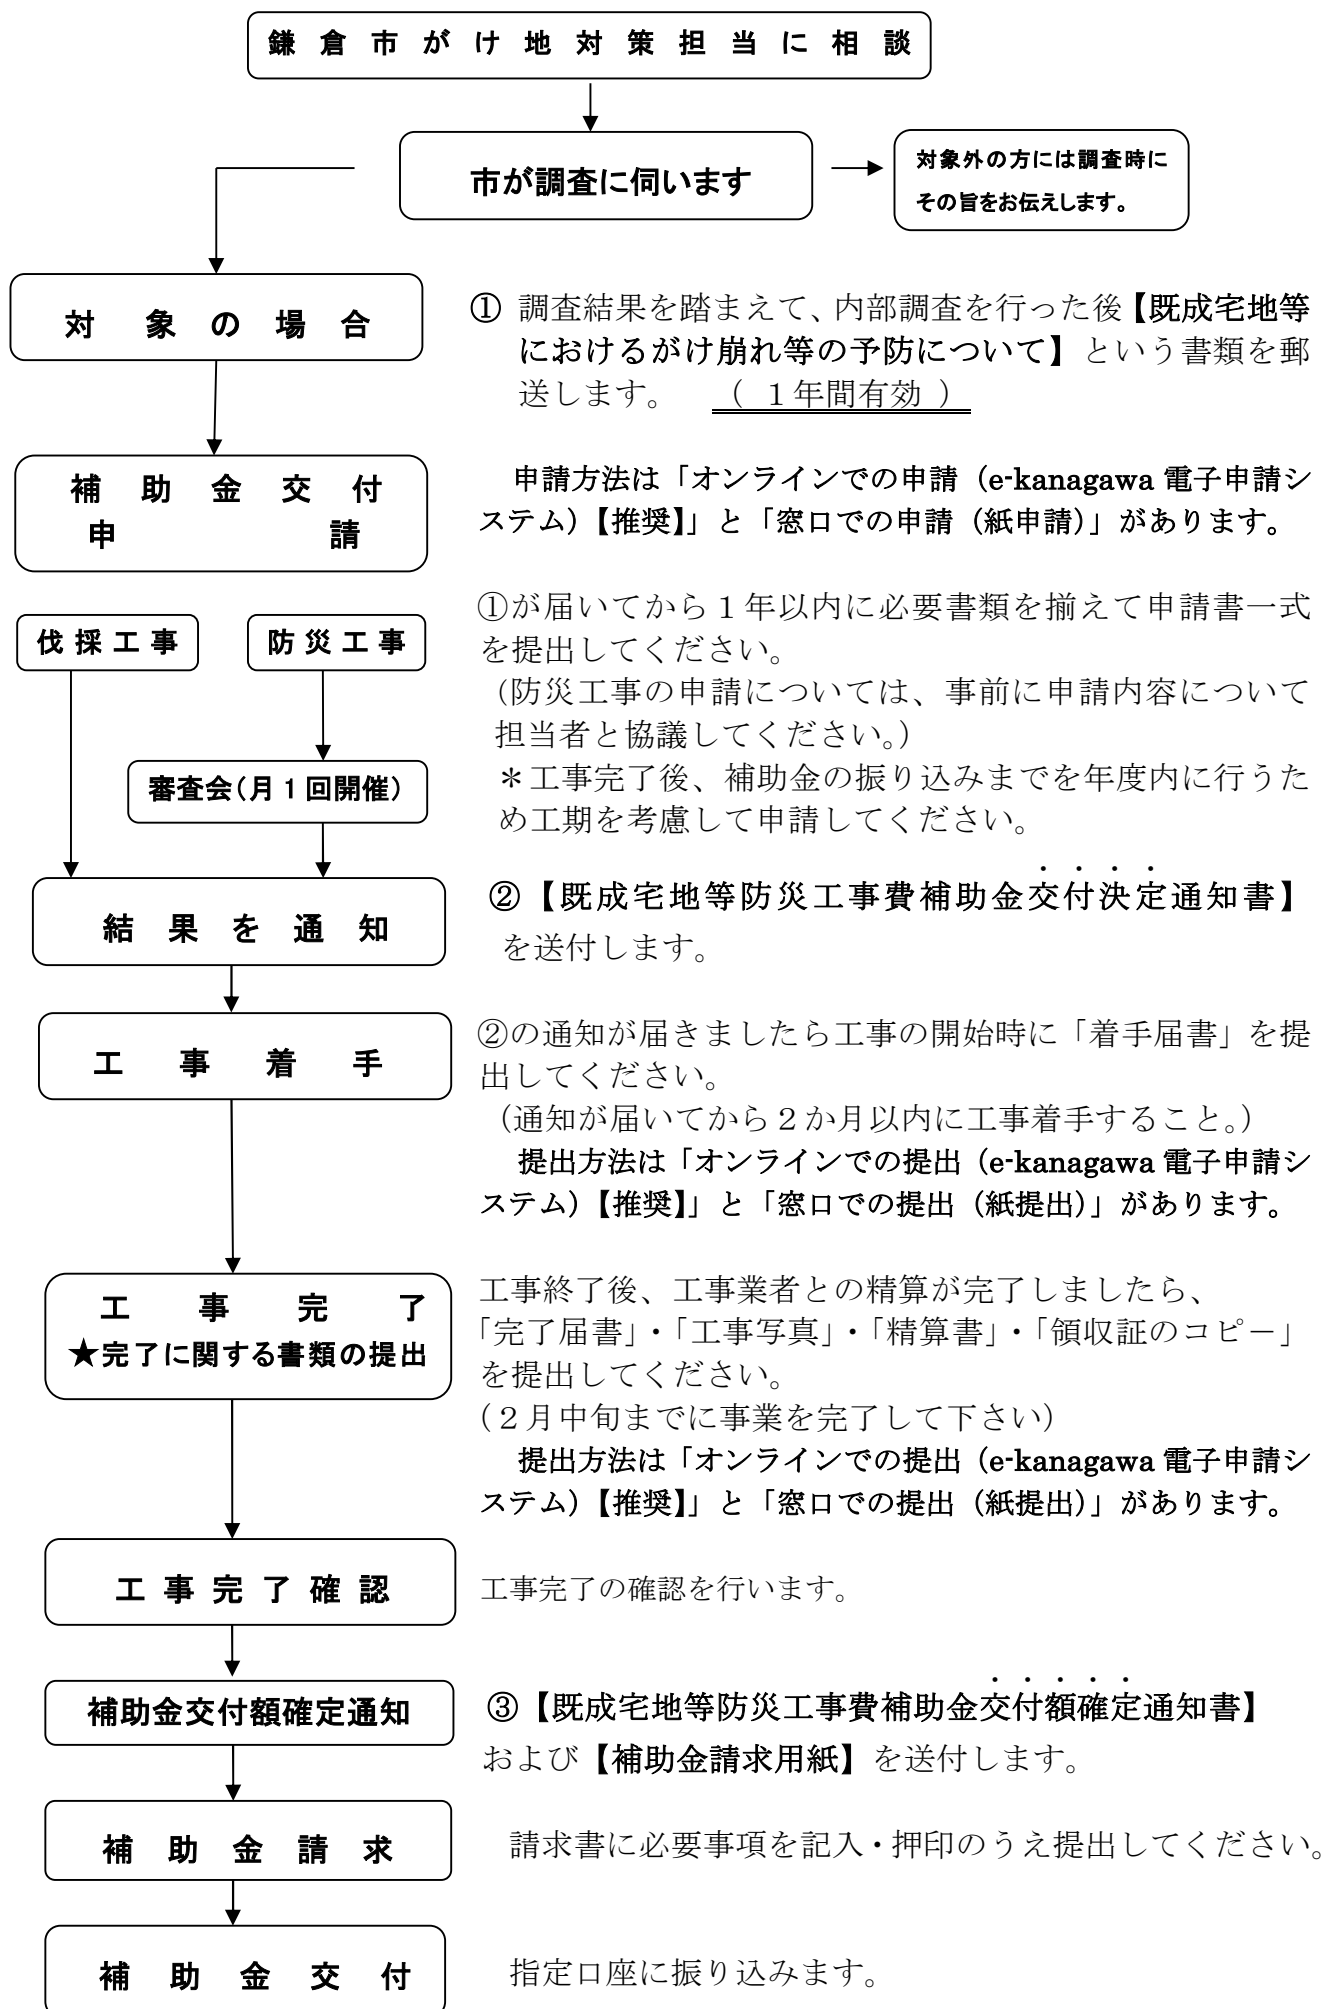 鎌倉市がけ地対策担当に相談
市が調査に伺います
対象外の方には調査時に
その旨をお伝えします。
対象の場合
① 調査結果を踏まえて、内部調査を行った後【既成宅地等
におけるがけ崩れ等の予防について】という書類を郵
送します。 （ １年間有効 ）
補助金交付
申請
申請方法は「オンラインでの申請（e-kanagawa 電子申請シ
ステム）【推奨】」と「窓口での申請（紙申請）」があります。
伐採工事
防災工事
審査会（月１回開催）
①が届いてから１年以内に必要書類を揃えて申請書一式
を提出してください。
（防災工事の申請については、事前に申請内容について
担当者と協議してください。）
＊工事完了後、補助金の振り込みまでを年度内に行うた
め工期を考慮して申請してください。
結果を通知
②【既成宅地等防災工事費補助金交付決定通知書】
を送付します。
工事着手
②の通知が届きましたら工事の開始時に「着手届書」を提
出してください。
（通知が届いてから２か月以内に工事着手すること。）
提出方法は「オンラインでの提出（e-kanagawa 電子申請シ
ステム）【推奨】」と「窓口での提出（紙提出）」があります。
工事完了
★完了に関する書類の提出
工事終了後、工事業者との精算が完了しましたら、
「完了届書」・「工事写真」・「精算書」・「領収証のコピー」
を提出してください。
（２月中旬までに事業を完了して下さい）
提出方法は「オンラインでの提出（e-kanagawa 電子申請シ
ステム）【推奨】」と「窓口での提出（紙提出）」があります。
工事完了確認
工事完了の確認を行います。
補助金交付額確定通知
③【既成宅地等防災工事費補助金交付額確定通知書】
および【補助金請求用紙】を送付します。
補助金請求
請求書に必要事項を記入・押印のうえ提出してください。
補助金交付
指定口座に振り込みます。